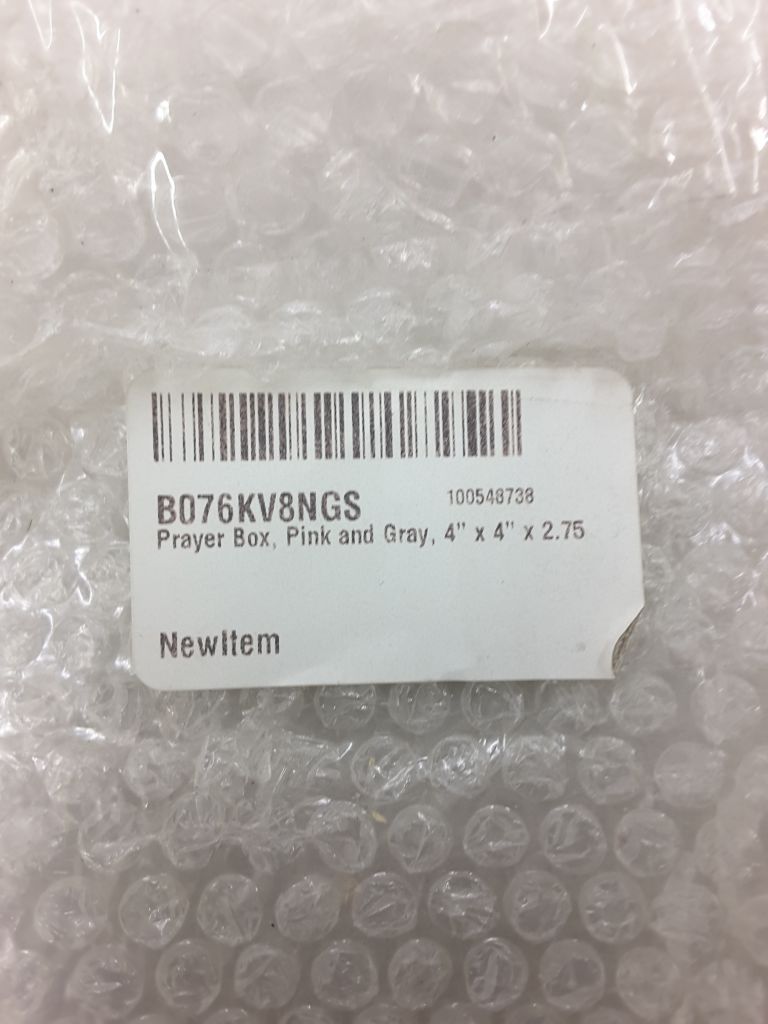 B076KV8NGS 100548738
Prayer Box, Pink and Gray, 4" x 4" x 2.75
NewItem